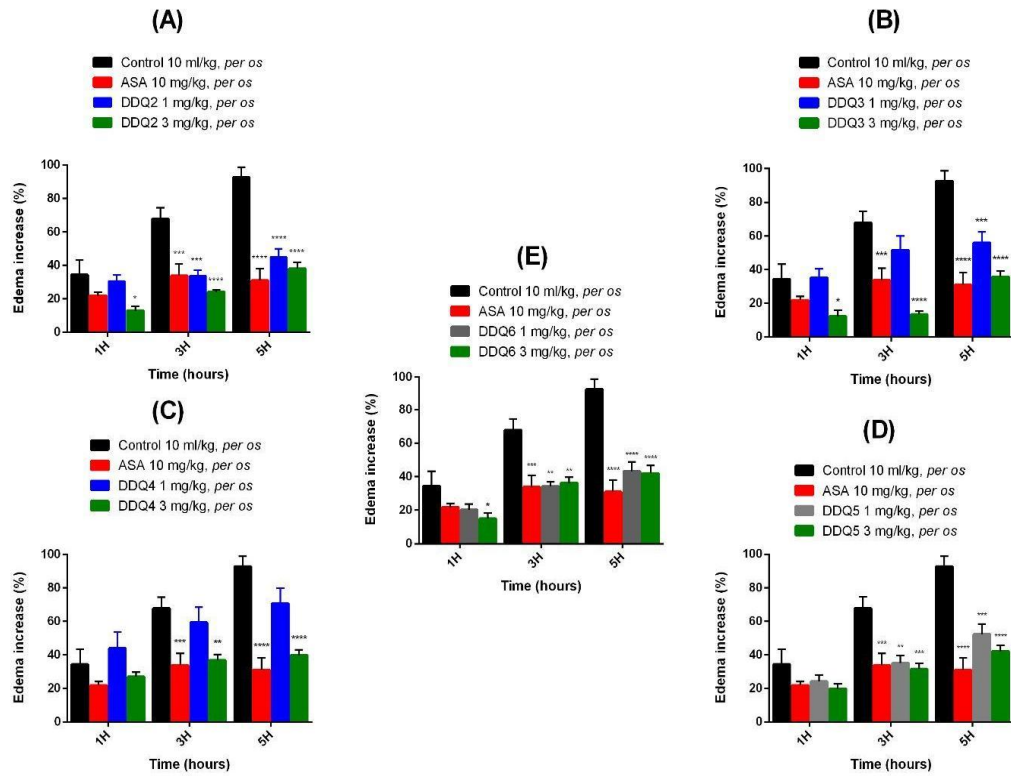 (A)
Control 10 ml/kg, per os
ASA 10 mg/kg, per os
DDQ2 1 mg/kg, per os
DDQ2 3 mg/kg, per os
Edema increase (%)
100
80
60
40
20
0
*
***
***
****
****
****
****
1H
3H
5H
Time (hours)
(B)
Control 10 ml/kg, per os
ASA 10 mg/kg, per os
DDQ3 1 mg/kg, per os
DDQ3 3 mg/kg, per os
Edema increase (%)
100
80
60
40
20
0
*
***
****
****
***
****
1H
3H
5H
Time (hours)
(E)
Control 10 ml/kg, per os
ASA 10 mg/kg, per os
DDQ6 1 mg/kg, per os
DDQ6 3 mg/kg, per os
Edema increase (%)
100
80
60
40
20
0
*
***
**
**
****
****
****
1H
3H
5H
Time (hours)
(C)
Control 10 ml/kg, per os
ASA 10 mg/kg, per os
DDQ4 1 mg/kg, per os
DDQ4 3 mg/kg, per os
Edema increase (%)
100
80
60
40
20
0
***
**
****
****
1H
3H
5H
Time (hours)
(D)
Control 10 ml/kg, per os
ASA 10 mg/kg, per os
DDQ5 1 mg/kg, per os
DDQ5 3 mg/kg, per os
Edema increase (%)
100
80
60
40
20
0
***
**
***
****
***
****
1H
3H
5H
Time (hours)